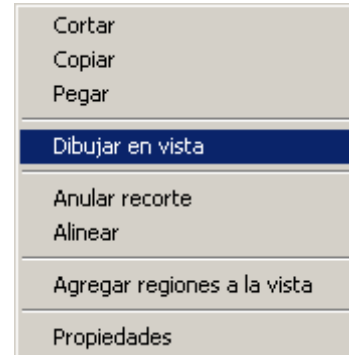 Cortar
Copiar
Pegar
Dibujar en vista
Anular recorte
Alinear
Agregar regiones a la vista
Propiedades